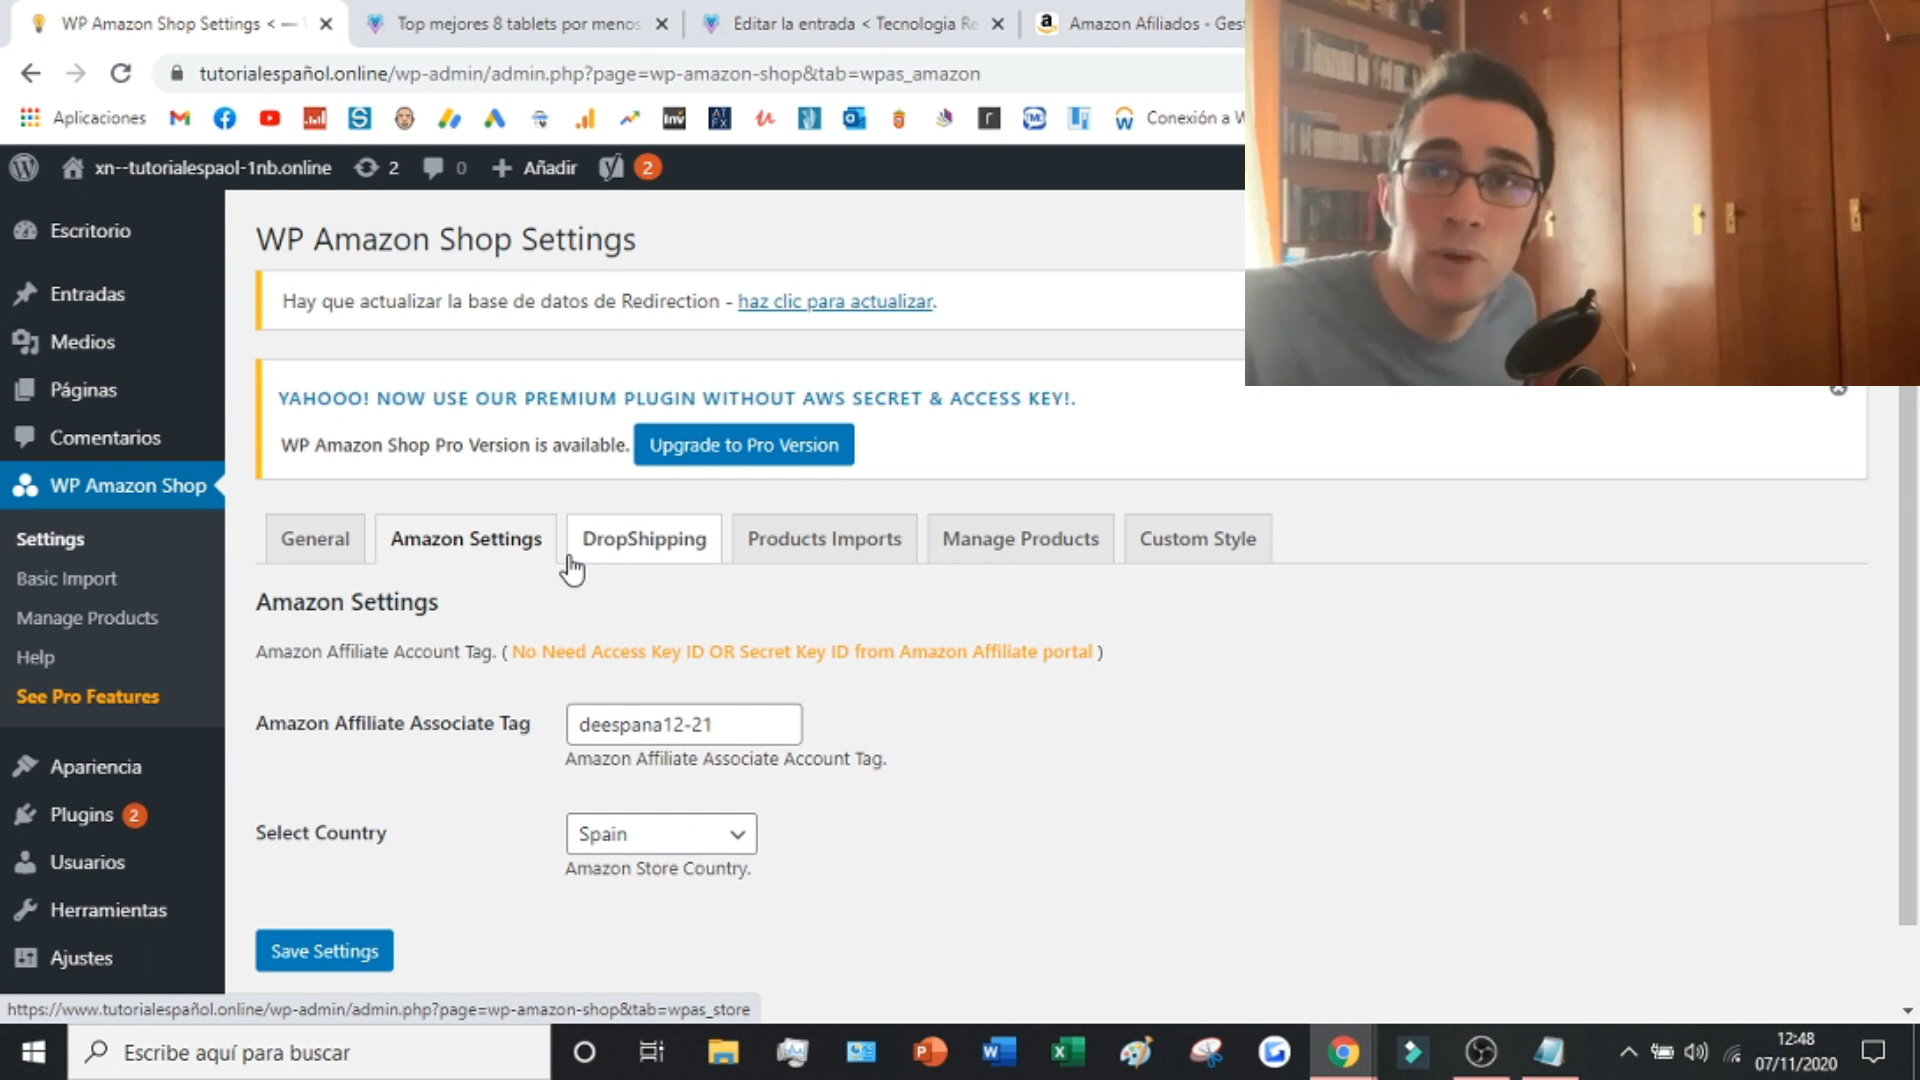 WP Amazon Shop Settings < —
Top mejores 8 tablets por menos
Editar la entrada < Tecnologia Re
Amazon Afiliados - Gest
tutorialespañol.online/wp-admin/admin.php?page=wp-amazon-shop&tab=wpas_amazon
Aplicaciones
Conexión a W
xn--tutorialespaol-1nb.online
2
0
Añadir
2
Escritorio
Entradas
Medios
Páginas
Comentarios
WP Amazon Shop
Settings
Basic Import
Manage Products
Help
See Pro Features
Apariencia
Plugins 2
Usuarios
Herramientas
Ajustes
WP Amazon Shop Settings
Hay que actualizar la base de datos de Redirection - haz clic para actualizar.
YAHOOO! NOW USE OUR PREMIUM PLUGIN WITHOUT AWS SECRET & ACCESS KEY!.
WP Amazon Shop Pro Version is available. Upgrade to Pro Version
General
Amazon Settings
DropShipping
Products Imports
Manage Products
Custom Style
Amazon Settings
Amazon Affiliate Account Tag. ( No Need Access Key ID OR Secret Key ID from Amazon Affiliate portal )
Amazon Affiliate Associate Tag
deespana12-21
Amazon Affiliate Associate Account Tag.
Select Country
Spain
Amazon Store Country.
Save Settings
https://www.tutorialespañol.online/wp-admin/admin.php?page=wp-amazon-shop&tab=wpas_store
Escribe aquí para buscar
12:48
07/11/2020